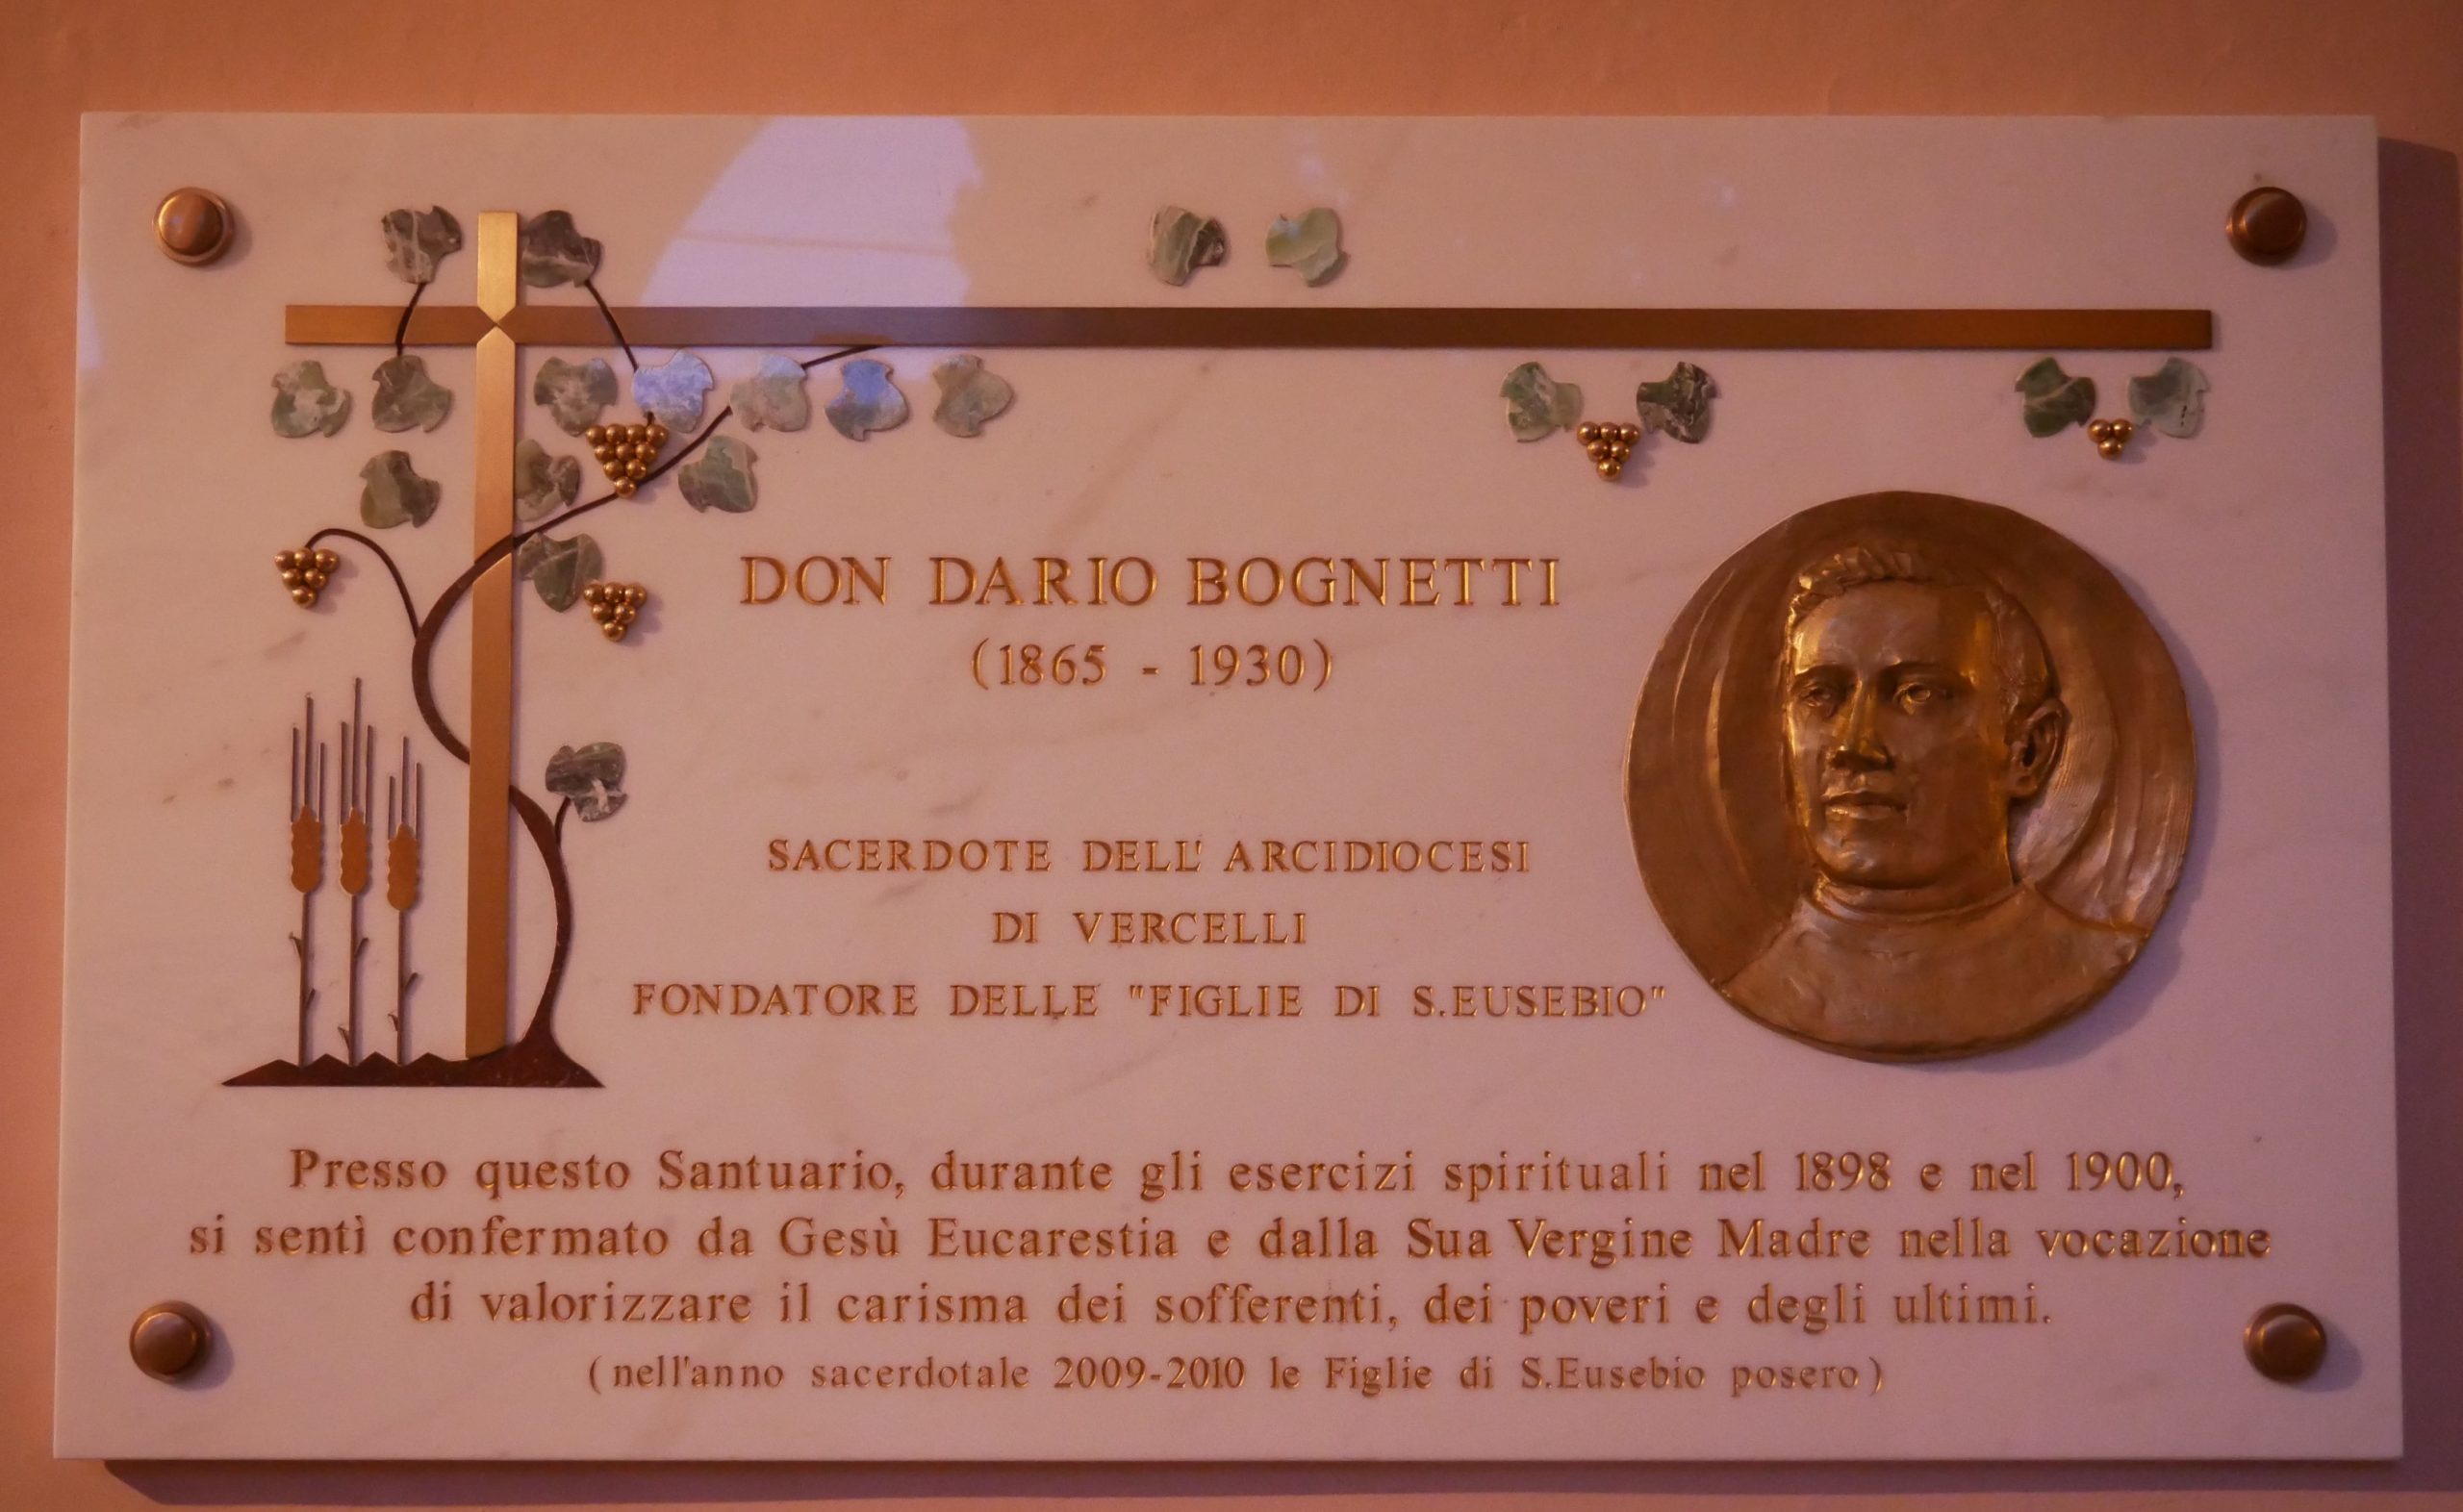 DON DARIO BOGNETTI
(1865 - 1930)
SACERDOTE DELL' ARCIDIOCESI
DI VERCELLI
FONDATORE DELLE "FIGLIE DI S.EUSEBIO"
Presso questo Santuario, durante gli esercizi spirituali nel 1898 e nel 1900,
si sentì confermato da Gesù Eucarestia e dalla Sua Vergine Madre nella vocazione
di valorizzare il carisma dei sofferenti, dei poveri e degli ultimi.
(nell'anno sacerdotale 2009-2010 le Figlie di S.Eusebio posero)